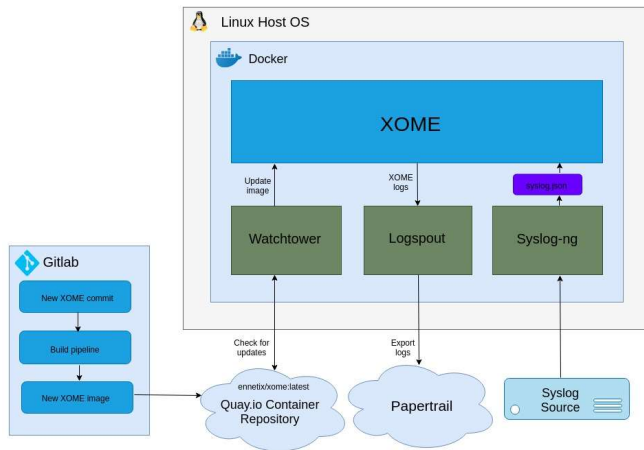 Linux Host OS
Docker
XOME
Update
image
XOME
logs
syslog.json
Watchtower
Logspout
Syslog-ng
Gitlab
New XOME commit
Build pipeline
New XOME image
Check for
updates
Export
logs
ennetix/xome:latest
Quay.io Container
Repository
Papertrail
Syslog
Source